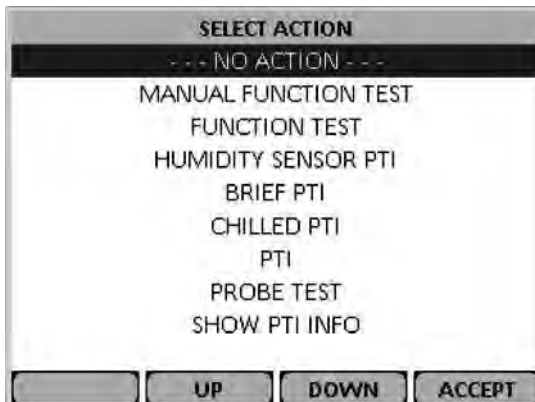 SELECT ACTION
- - - NO ACTION - - -
MANUAL FUNCTION TEST
FUNCTION TEST
HUMIDITY SENSOR PTI
BRIEF PTI
CHILLED PTI
PTI
PROBE TEST
SHOW PTI INFO
UP DOWN ACCEPT